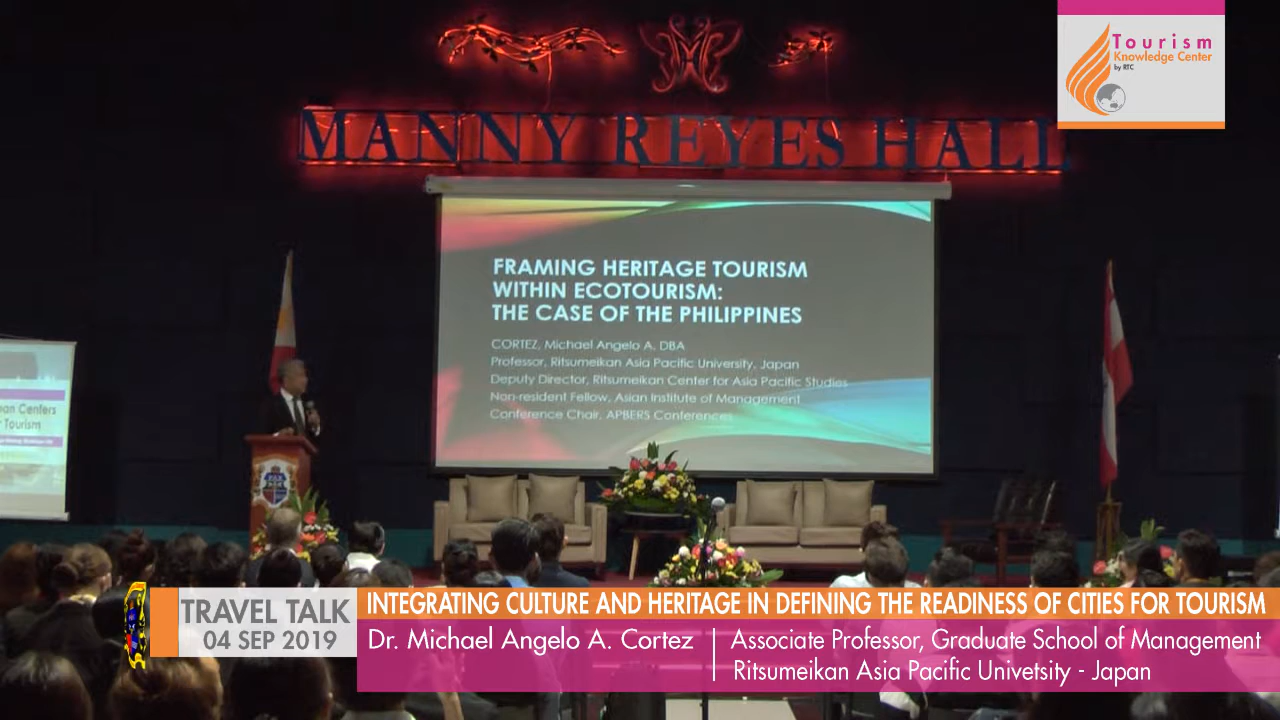 Tourism
Knowledge Center
by RTC
MANNY REYES HALL
FRAMING HERITAGE TOURISM
WITHIN ECOTOURISM:
THE CASE OF THE PHILIPPINES
CORTEZ, Michael Angelo A. DBA
Professor, Ritsumeikan Asia Pacific University, Japan
Deputy Director, Ritsumeikan Center for Asia Pacific Studies
Non-resident Fellow, Asian Institute of Management
Conference Chair, APBERS Conferences
Centers
Tourism
TRAVEL TALK
04 SEP 2019
INTEGRATING CULTURE AND HERITAGE IN DEFINING THE READINESS OF CITIES FOR TOURISM
Dr. Michael Angelo A. Cortez
Associate Professor, Graduate School of Management
Ritsumeikan Asia Pacific Univetsity - Japan